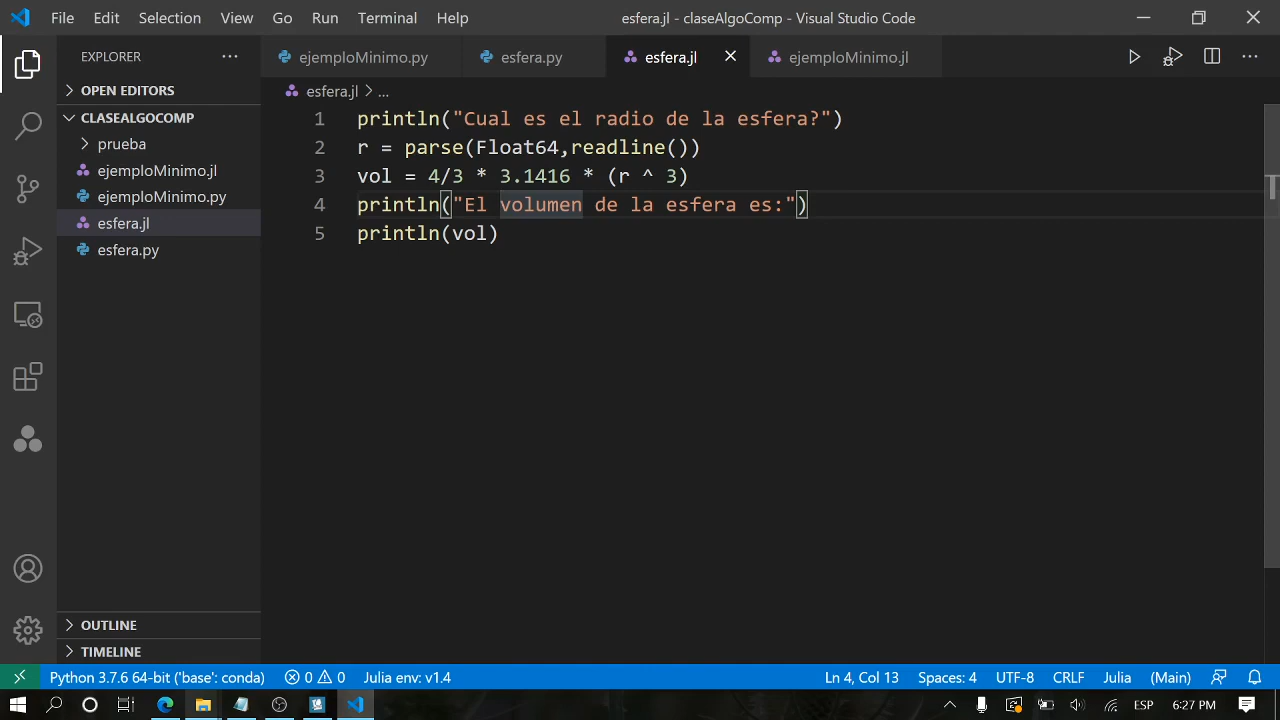 File Edit Selection View Go Run Terminal Help esfera.jl - claseAlgoComp - Visual Studio Code
EXPLORER
ejemploMinimo.py esfera.py esfera.jl ejemploMinimo.jl
OPEN EDITORS
CLASEALGOCOMP
prueba
ejemploMinimo.jl
ejemploMinimo.py
esfera.jl
esfera.py
OUTLINE
TIMELINE
esfera.jl > ...
1 println("Cual es el radio de la esfera?")
2 r = parse(Float64,readline())
3 vol = 4/3 * 3.1416 * (r ^ 3)
4 println("El volumen de la esfera es:")
5 println(vol)
Python 3.7.6 64-bit ('base': conda) 0 0 Julia env: v1.4 Ln 4, Col 13 Spaces: 4 UTF-8 CRLF Julia (Main)
ESP 6:27 PM